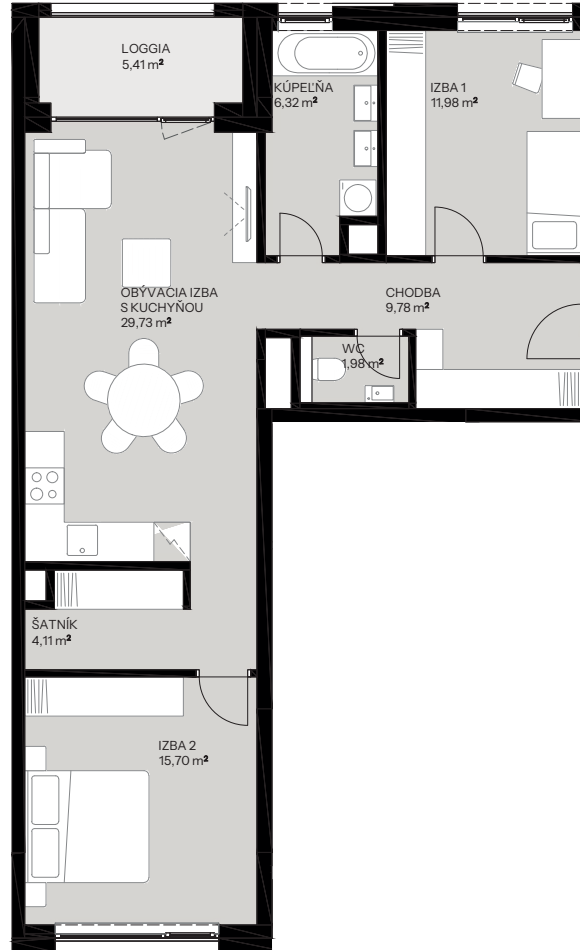 LOGGIA
5,41 m²
KÚPEĽŇA
6,32 m²
IZBA 1
11,98 m²
OBÝVACIA IZBA
S KUCHYŇOU
29,73 m²
CHODBA
9,78 m²
WC
1,98 m²
ŠATNÍK
4,11 m²
IZBA 2
15,70 m²